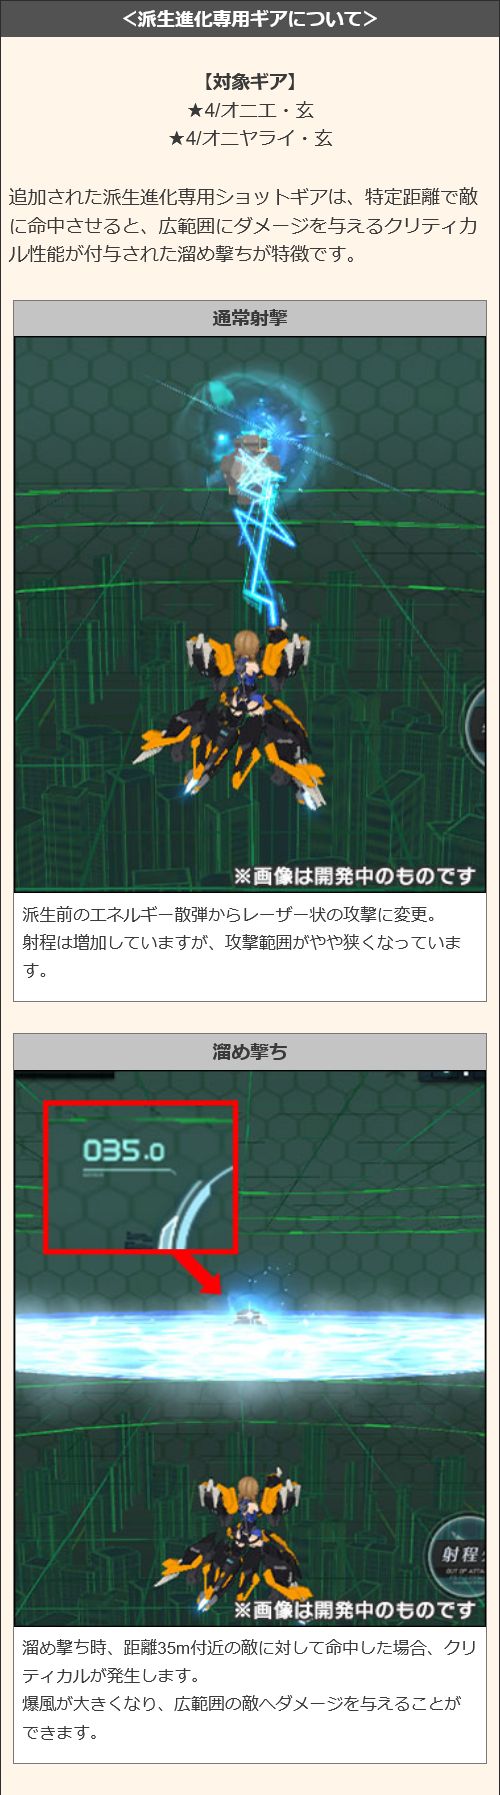 ＜派生進化専用ギアについて＞
【対象ギア】
★4/オニエ・玄
★4/オニヤライ・玄
追加された派生進化専用ショットギアは、特定距離で敵
に命中させると、広範囲にダメージを与えるクリティカ
ル性能が付与された溜め撃ちが特徴です。
通常射撃
※画像は開発中のものです
派生前のエネルギー散弾からレーザー状の攻撃に変更。
射程は増加していますが、攻撃範囲がやや狭くなっていま
す。
溜め撃ち
035.0
射程
※画像は開発中のものです
溜め撃ち時、距離35m付近の敵に対して命中した場合、クリ
ティカルが発生します。
爆風が大きくなり、広範囲の敵へダメージを与えることが
できます。